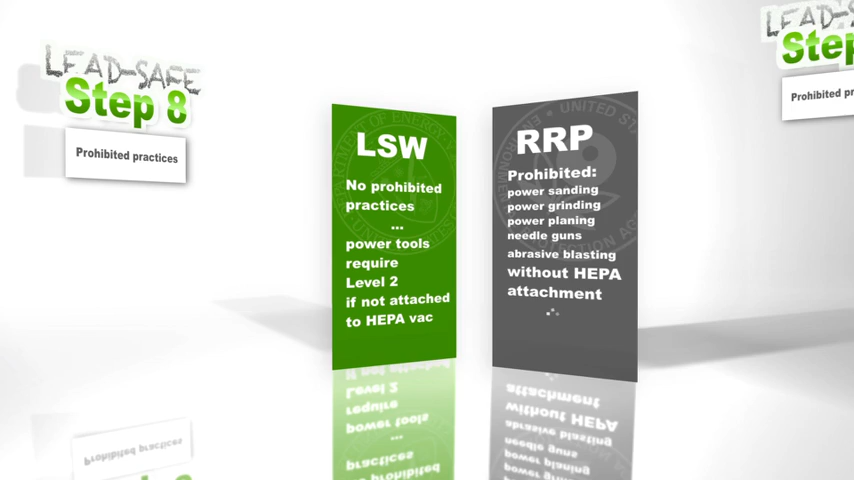 LEAD-SAFE
Step 8
Prohibited practices
LSW
No prohibited
practices
...
power tools
require
Level 2
if not attached
to HEPA vac
RRP
Prohibited:
power sanding
power grinding
power planing
needle guns
abrasive blasting
without HEPA
attachment
LEAD-S
Step
Prohibited pr